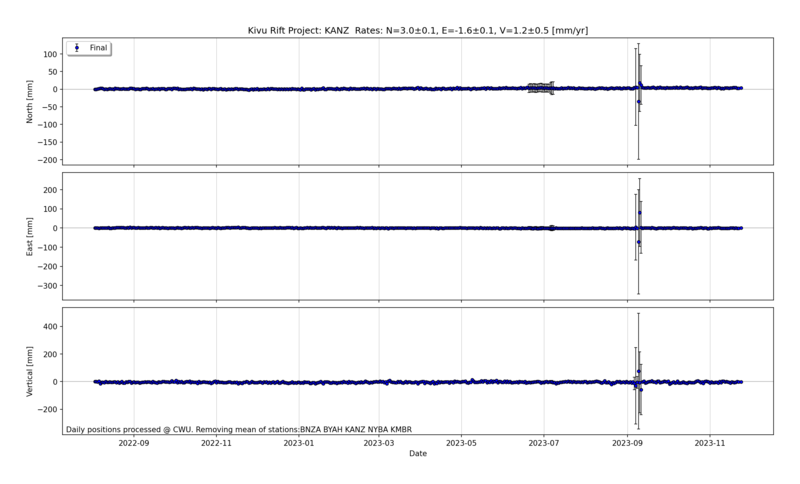 Kivu Rift Project: KANZ Rates: N=3.0±0.1, E=-1.6±0.1, V=1.2±0.5 [mm/yr]
Final
100
50
0
−50
−100
−150
−200
North [mm]
200
100
0
−100
−200
−300
East [mm]
400
200
0
−200
Vertical [mm]
Daily positions processed @ CWU. Removing mean of stations:BNZA BYAH KANZ NYBA KMBR
2022-09 2022-11 2023-01 2023-03 2023-05 2023-07 2023-09 2023-11
Date